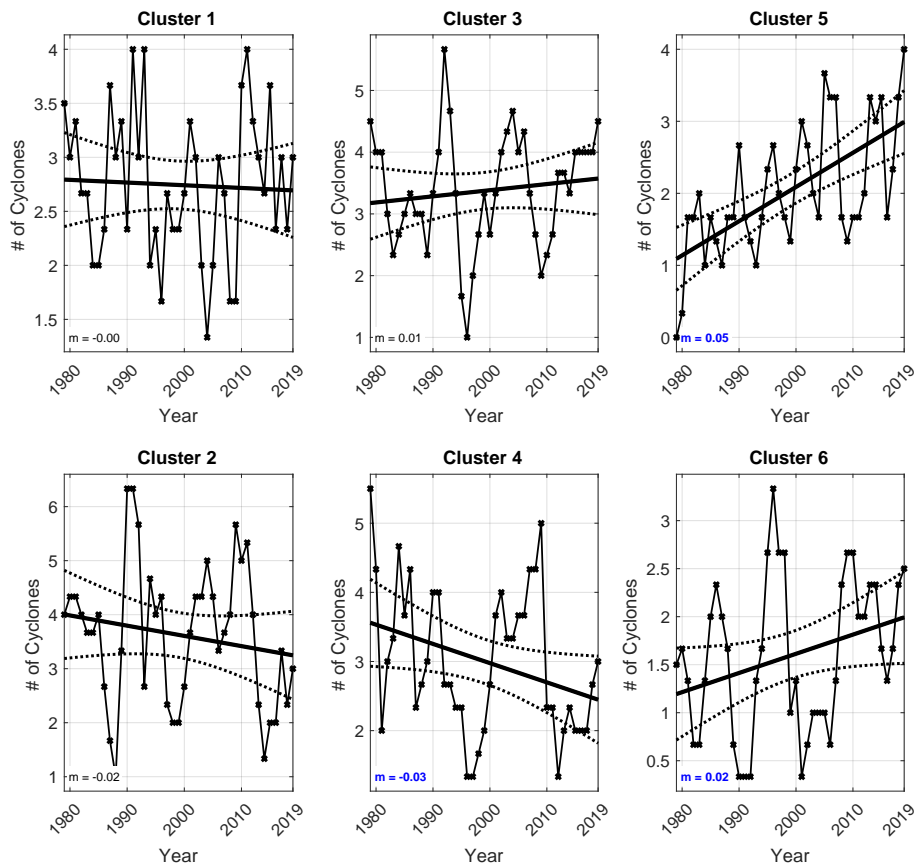 Cluster 1
# of Cyclones
4
3.5
3
2.5
2
1.5
m = -0.00
1980
1990
2000
2010
2019
Year
Cluster 3
# of Cyclones
5
4
3
2
1
m = 0.01
1980
1990
2000
2010
2019
Year
Cluster 5
# of Cyclones
4
3
2
1
0
m = 0.05
1980
1990
2000
2010
2019
Year
Cluster 2
# of Cyclones
6
5
4
3
2
1
m = -0.02
1980
1990
2000
2010
2019
Year
Cluster 4
# of Cyclones
5
4
3
2
m = -0.03
1980
1990
2000
2010
2019
Year
Cluster 6
# of Cyclones
3
2.5
2
1.5
1
0.5
m = 0.02
1980
1990
2000
2010
2019
Year